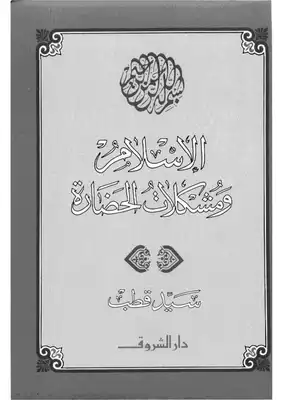 بسم الله الرحمن الرحيم
الإسلام
ومشكلات الحضارة
سيد قطب
دار الشروق